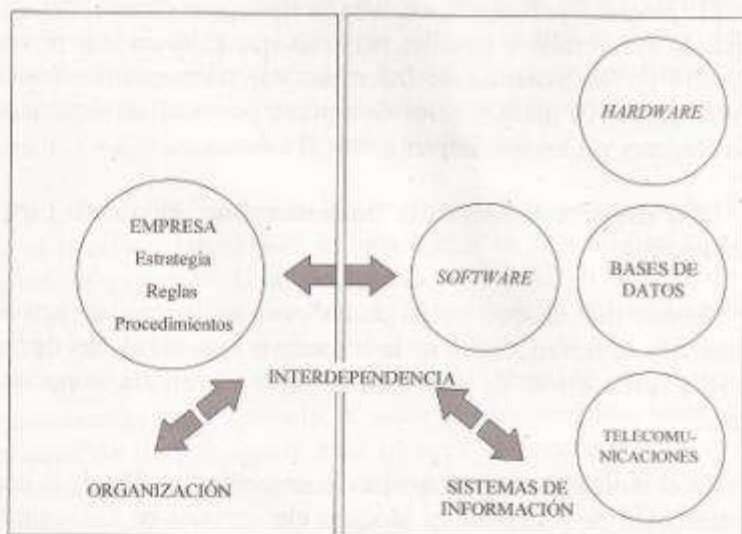 HARDWARE
EMPRESA
Estrategia
Reglas
Procedimientos
SOFTWARE
BASES DE
DATOS
INTERDEPENDENCIA
TELECOMU-
NICACIONES
ORGANIZACIÓN
SISTEMAS DE
INFORMACIÓN